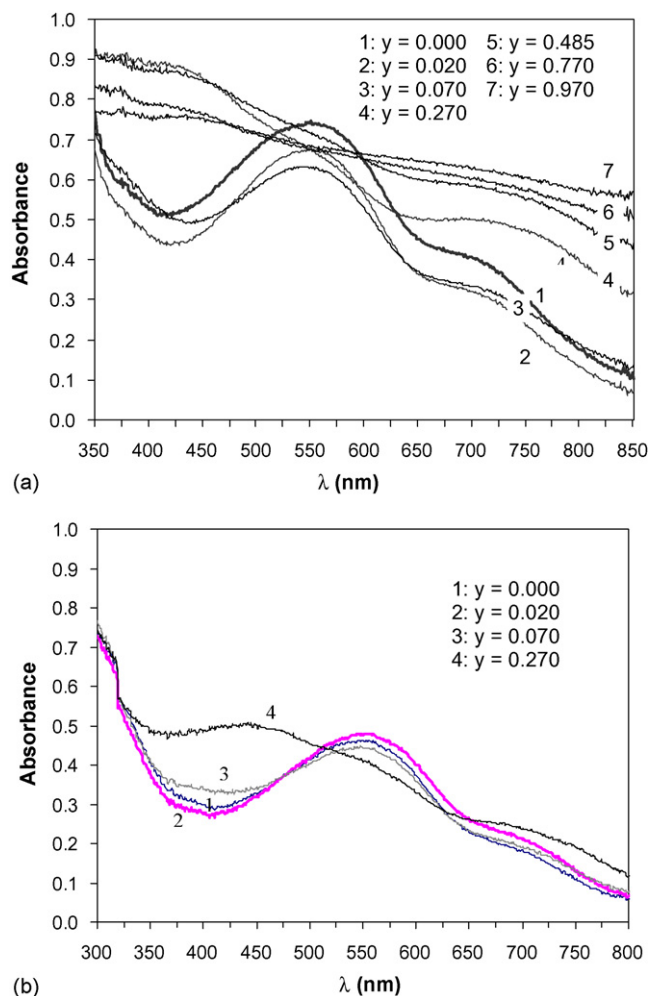 1: y = 0.000 5: y = 0.485
2: y = 0.020 6: y = 0.770
3: y = 0.070 7: y = 0.970
4: y = 0.270
1.0
0.9
0.8
0.7
0.6
0.5
0.4
0.3
0.2
0.1
0.0
Absorbance
7
6
5
4
4
1
3
2
350 400 450 500 550 600 650 700 750 800 850
λ (nm)
(a)
1: y = 0.000
2: y = 0.020
3: y = 0.070
4: y = 0.270
1.0
0.9
0.8
0.7
0.6
0.5
0.4
0.3
0.2
0.1
0.0
Absorbance
4
3
1
2
300 350 400 450 500 550 600 650 700 750 800
λ (nm)
(b)